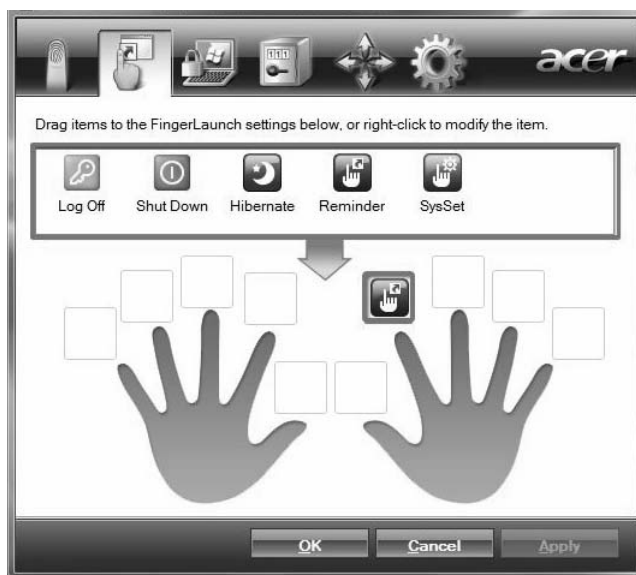 acer
Drag items to the FingerLaunch settings below, or right-click to modify the item.
Log Off Shut Down Hibernate Reminder SysSet
OK Cancel Apply